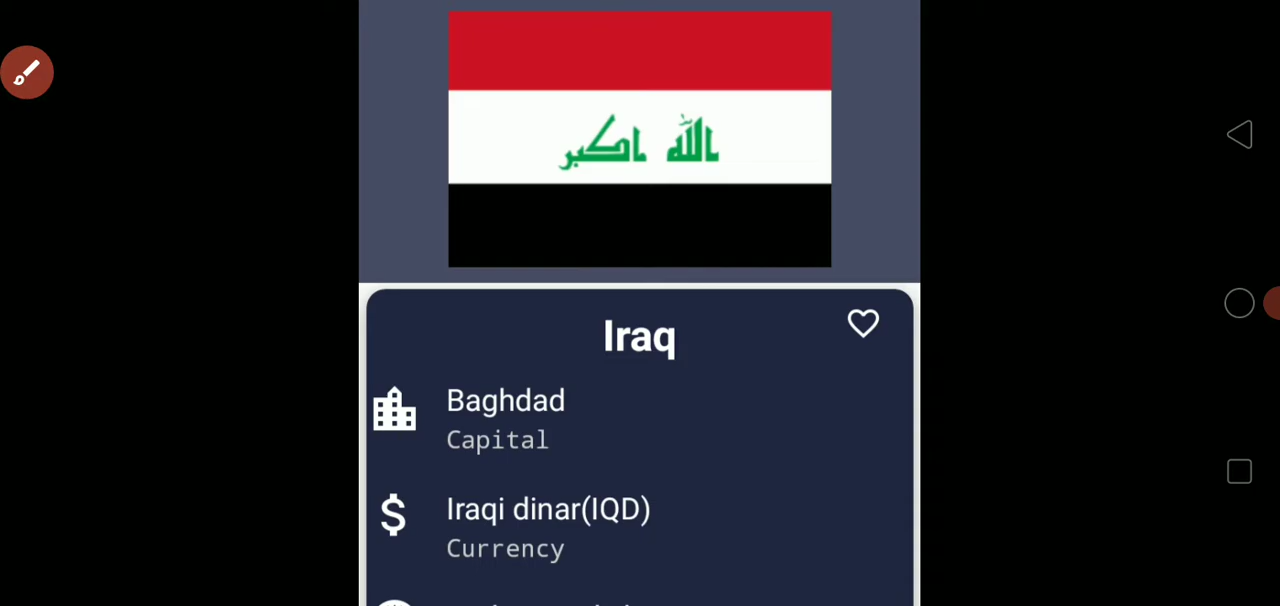 الله اكبر
Iraq
Baghdad
Capital
Iraqi dinar(IQD)
Currency